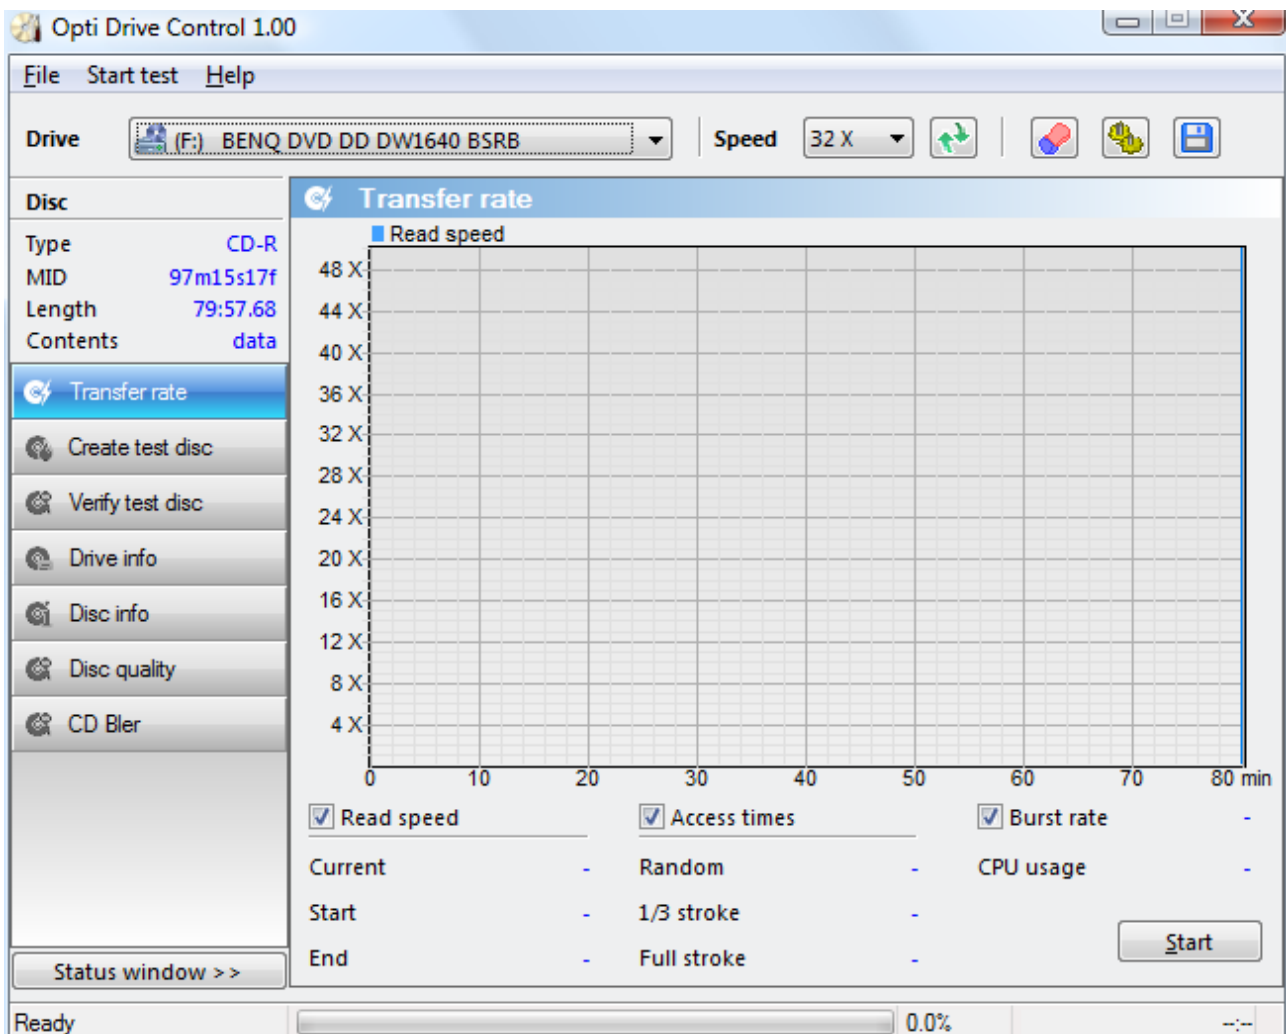 Opti Drive Control 1.00
File Start test Help
Drive (F:) BENQ DVD DD DW1640 BSRB Speed 32 X
Disc
Type CD-R
MID 97m15s17f
Length 79:57.68
Contents data
Transfer rate
Create test disc
Verify test disc
Drive info
Disc info
Disc quality
CD Bler
Status window >>
Transfer rate
Read speed
48 X
44 X
40 X
36 X
32 X
28 X
24 X
20 X
16 X
12 X
8 X
4 X
0 10 20 30 40 50 60 70 80 min
Read speed Access times Burst rate -
Current - Random - CPU usage -
Start - 1/3 stroke -
End - Full stroke -
Start
Ready 0.0% --:--